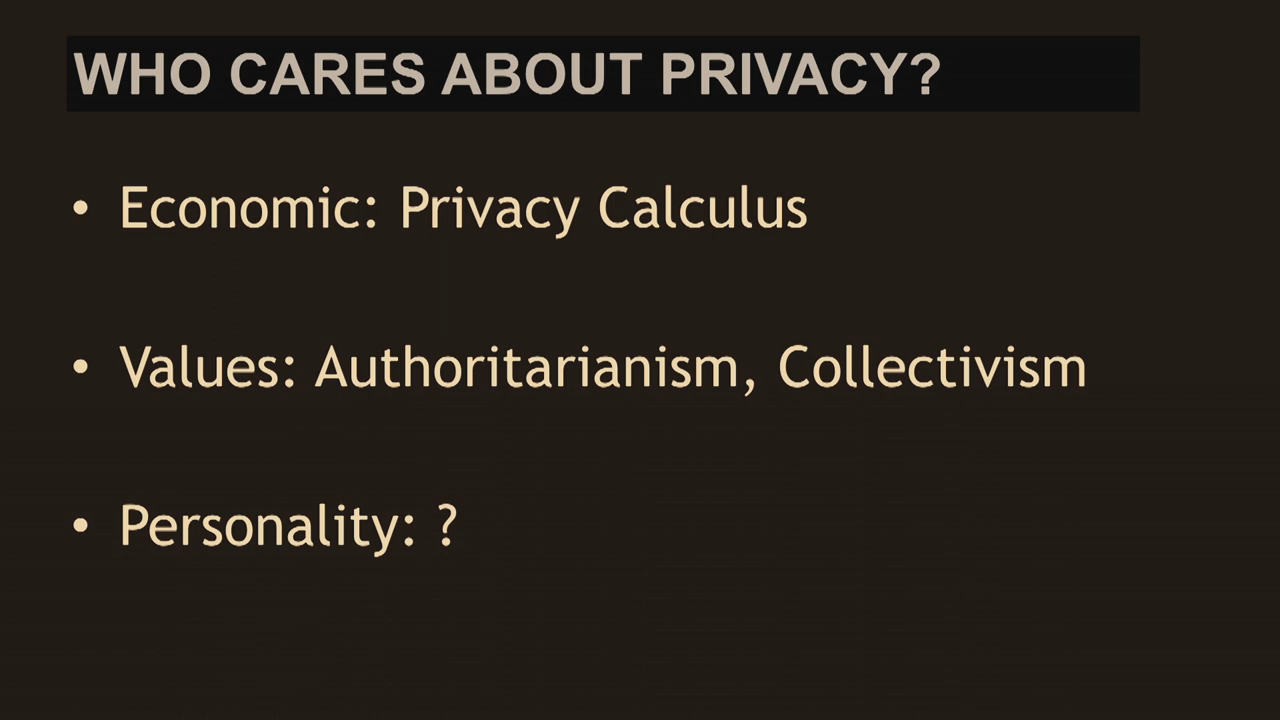 WHO CARES ABOUT PRIVACY?
• Economic: Privacy Calculus
• Values: Authoritarianism, Collectivism
• Personality: ?